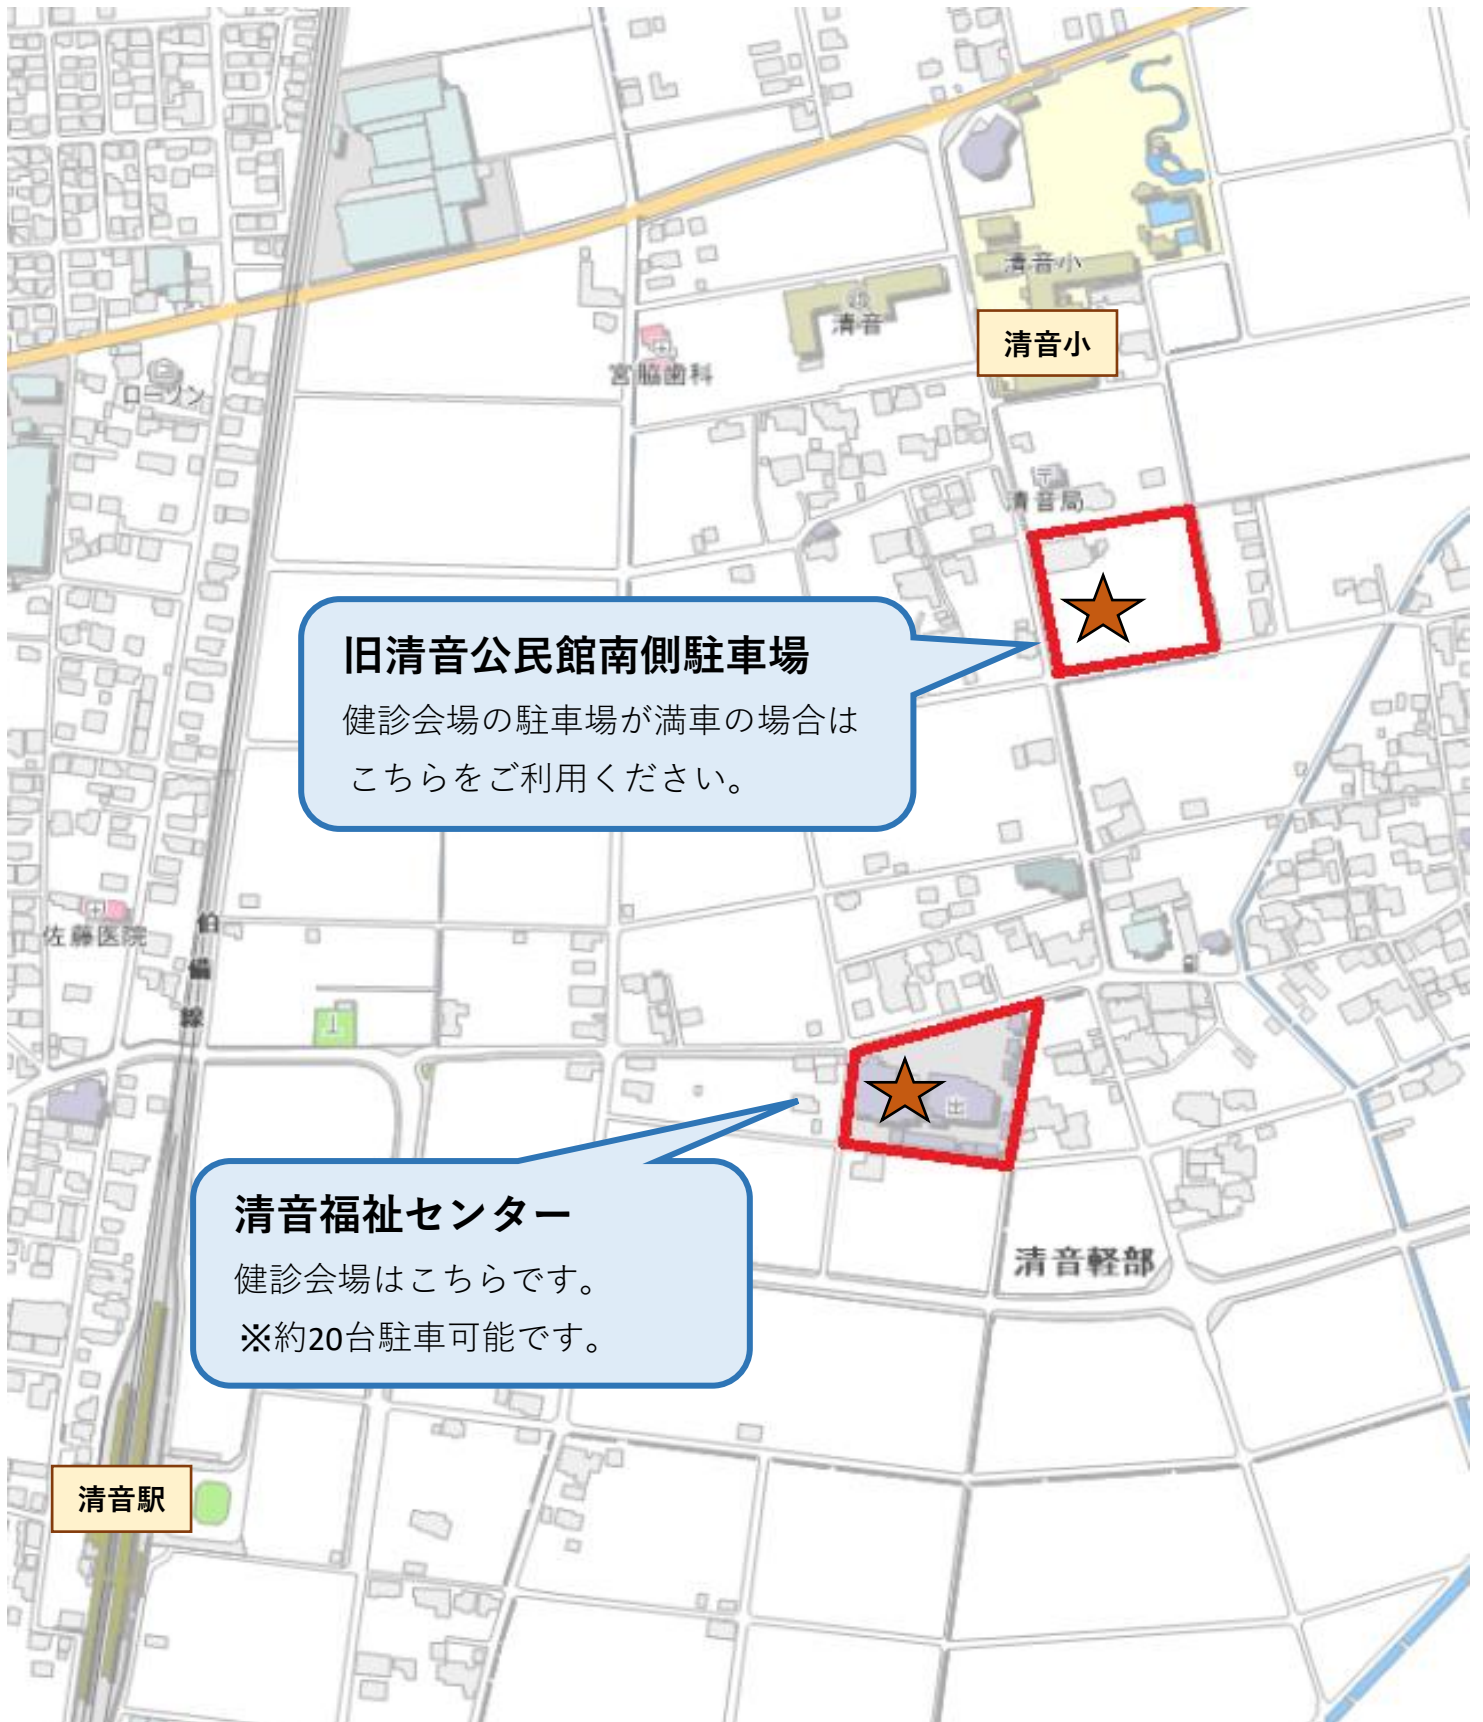 清音小
清音
清音小
宮脇歯科
ローソン
清音局
旧清音公民館南側駐車場
健診会場の駐車場が満車の場合は
こちらをご利用ください。
佐藤医院
伯備線
清音福祉センター
健診会場はこちらです。
※約20台駐車可能です。
清音軽部
清音駅